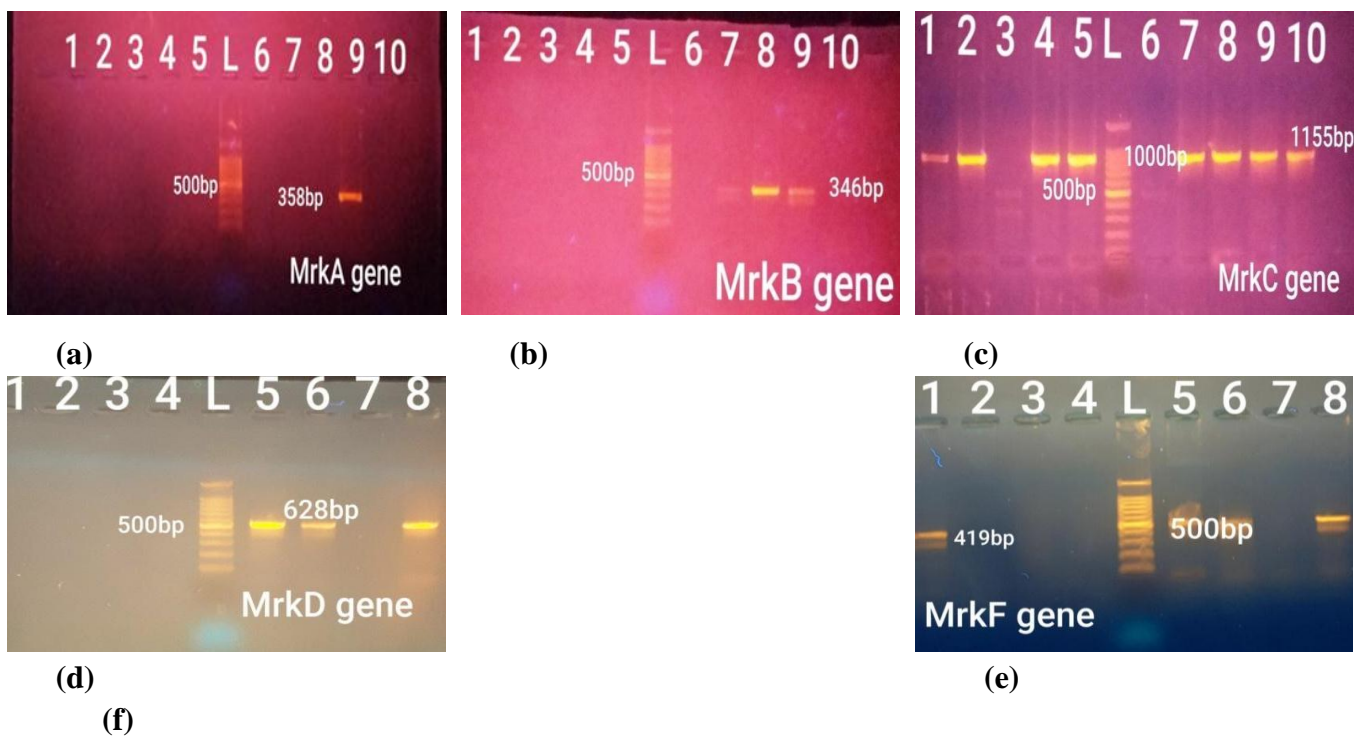 1 2 3 4 5 L 6 7 8 9 10
500bp
358bp
MrkA gene
1 2 3 4 5 L 6 7 8 9 10
500bp
346bp
MrkB gene
1 2 3 4 5 L 6 7 8 9 10
1155bp
1000bp
500bp
MrkC gene
(a) (b) (c)
1 2 3 4 L 5 6 7 8
628bp
500bp
MrkD gene
1 2 3 4 L 5 6 7 8
500bp
419bp
MrkF gene
(d) (e)
(f)